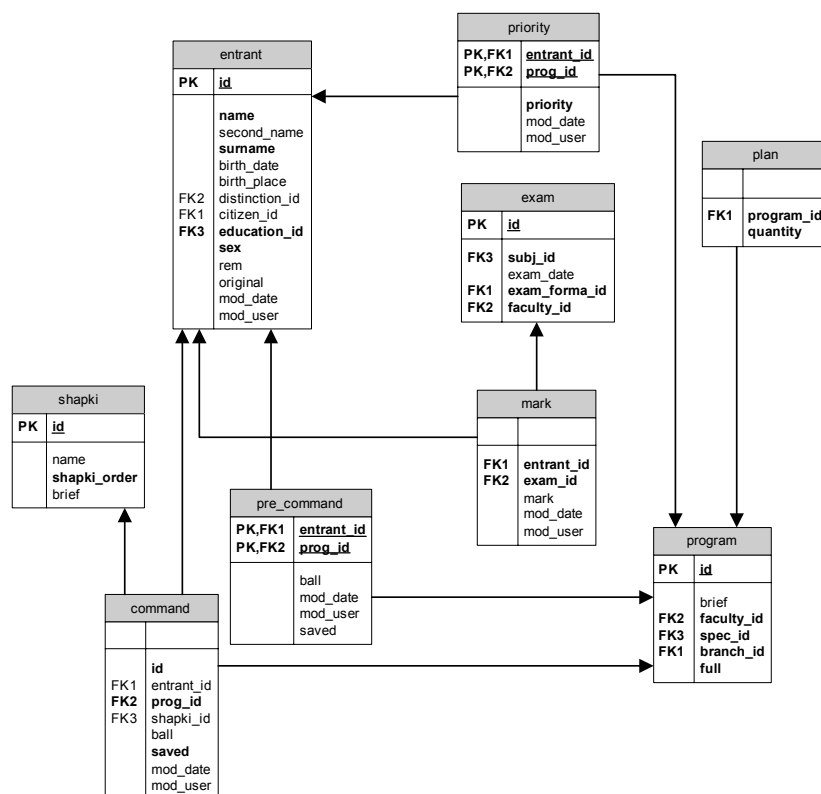 priority
PK,FK1 entrant_id
PK,FK2 prog_id
priority
mod_date
mod_user
entrant
PK id
name
second_name
surname
birth_date
birth_place
FK2 distinction_id
FK1 citizen_id
FK3 education_id
sex
rem
original
mod_date
mod_user
plan
FK1 program_id
quantity
exam
PK id
FK3 subj_id
exam_date
FK1 exam_forma_id
FK2 faculty_id
shapki
PK id
name
shapki_order
brief
mark
FK1 entrant_id
FK2 exam_id
mark
mod_date
mod_user
pre_command
PK,FK1 entrant_id
PK,FK2 prog_id
ball
mod_date
mod_user
saved
program
PK id
brief
FK2 faculty_id
FK3 spec_id
FK1 branch_id
full
command
id
FK1 entrant_id
FK2 prog_id
FK3 shapki_id
ball
saved
mod_date
mod_user